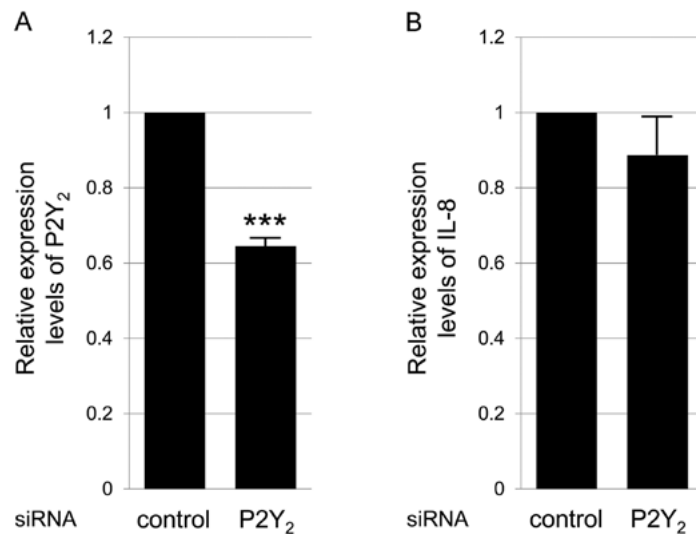 A
Relative expression
levels of P2Y₂
1.2
1
0.8
0.6
0.4
0.2
0
***
siRNA control P2Y₂
B
Relative expression
levels of IL-8
1.2
1
0.8
0.6
0.4
0.2
0
siRNA control P2Y₂